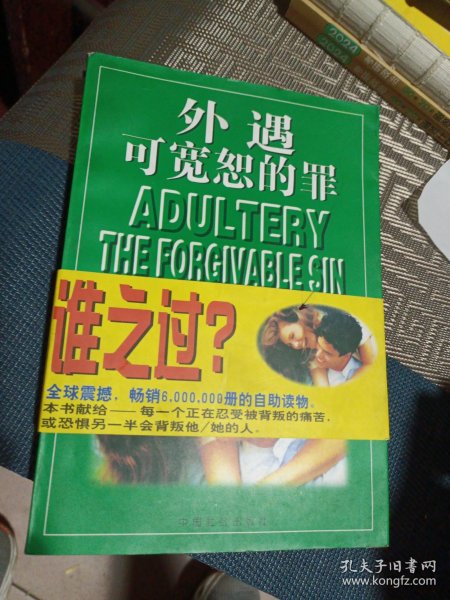 外遇
可宽恕的罪
ADULTERY
THE FORGIVABLE SIN
谁之过?
全球震撼，畅销6,000,000册的自助读物。
本书献给——每一个正在忍受被背叛的痛苦，
或恐惧另一半会背叛他/她的人。
2024
2024
孔夫子旧书网
www.kongfz.com